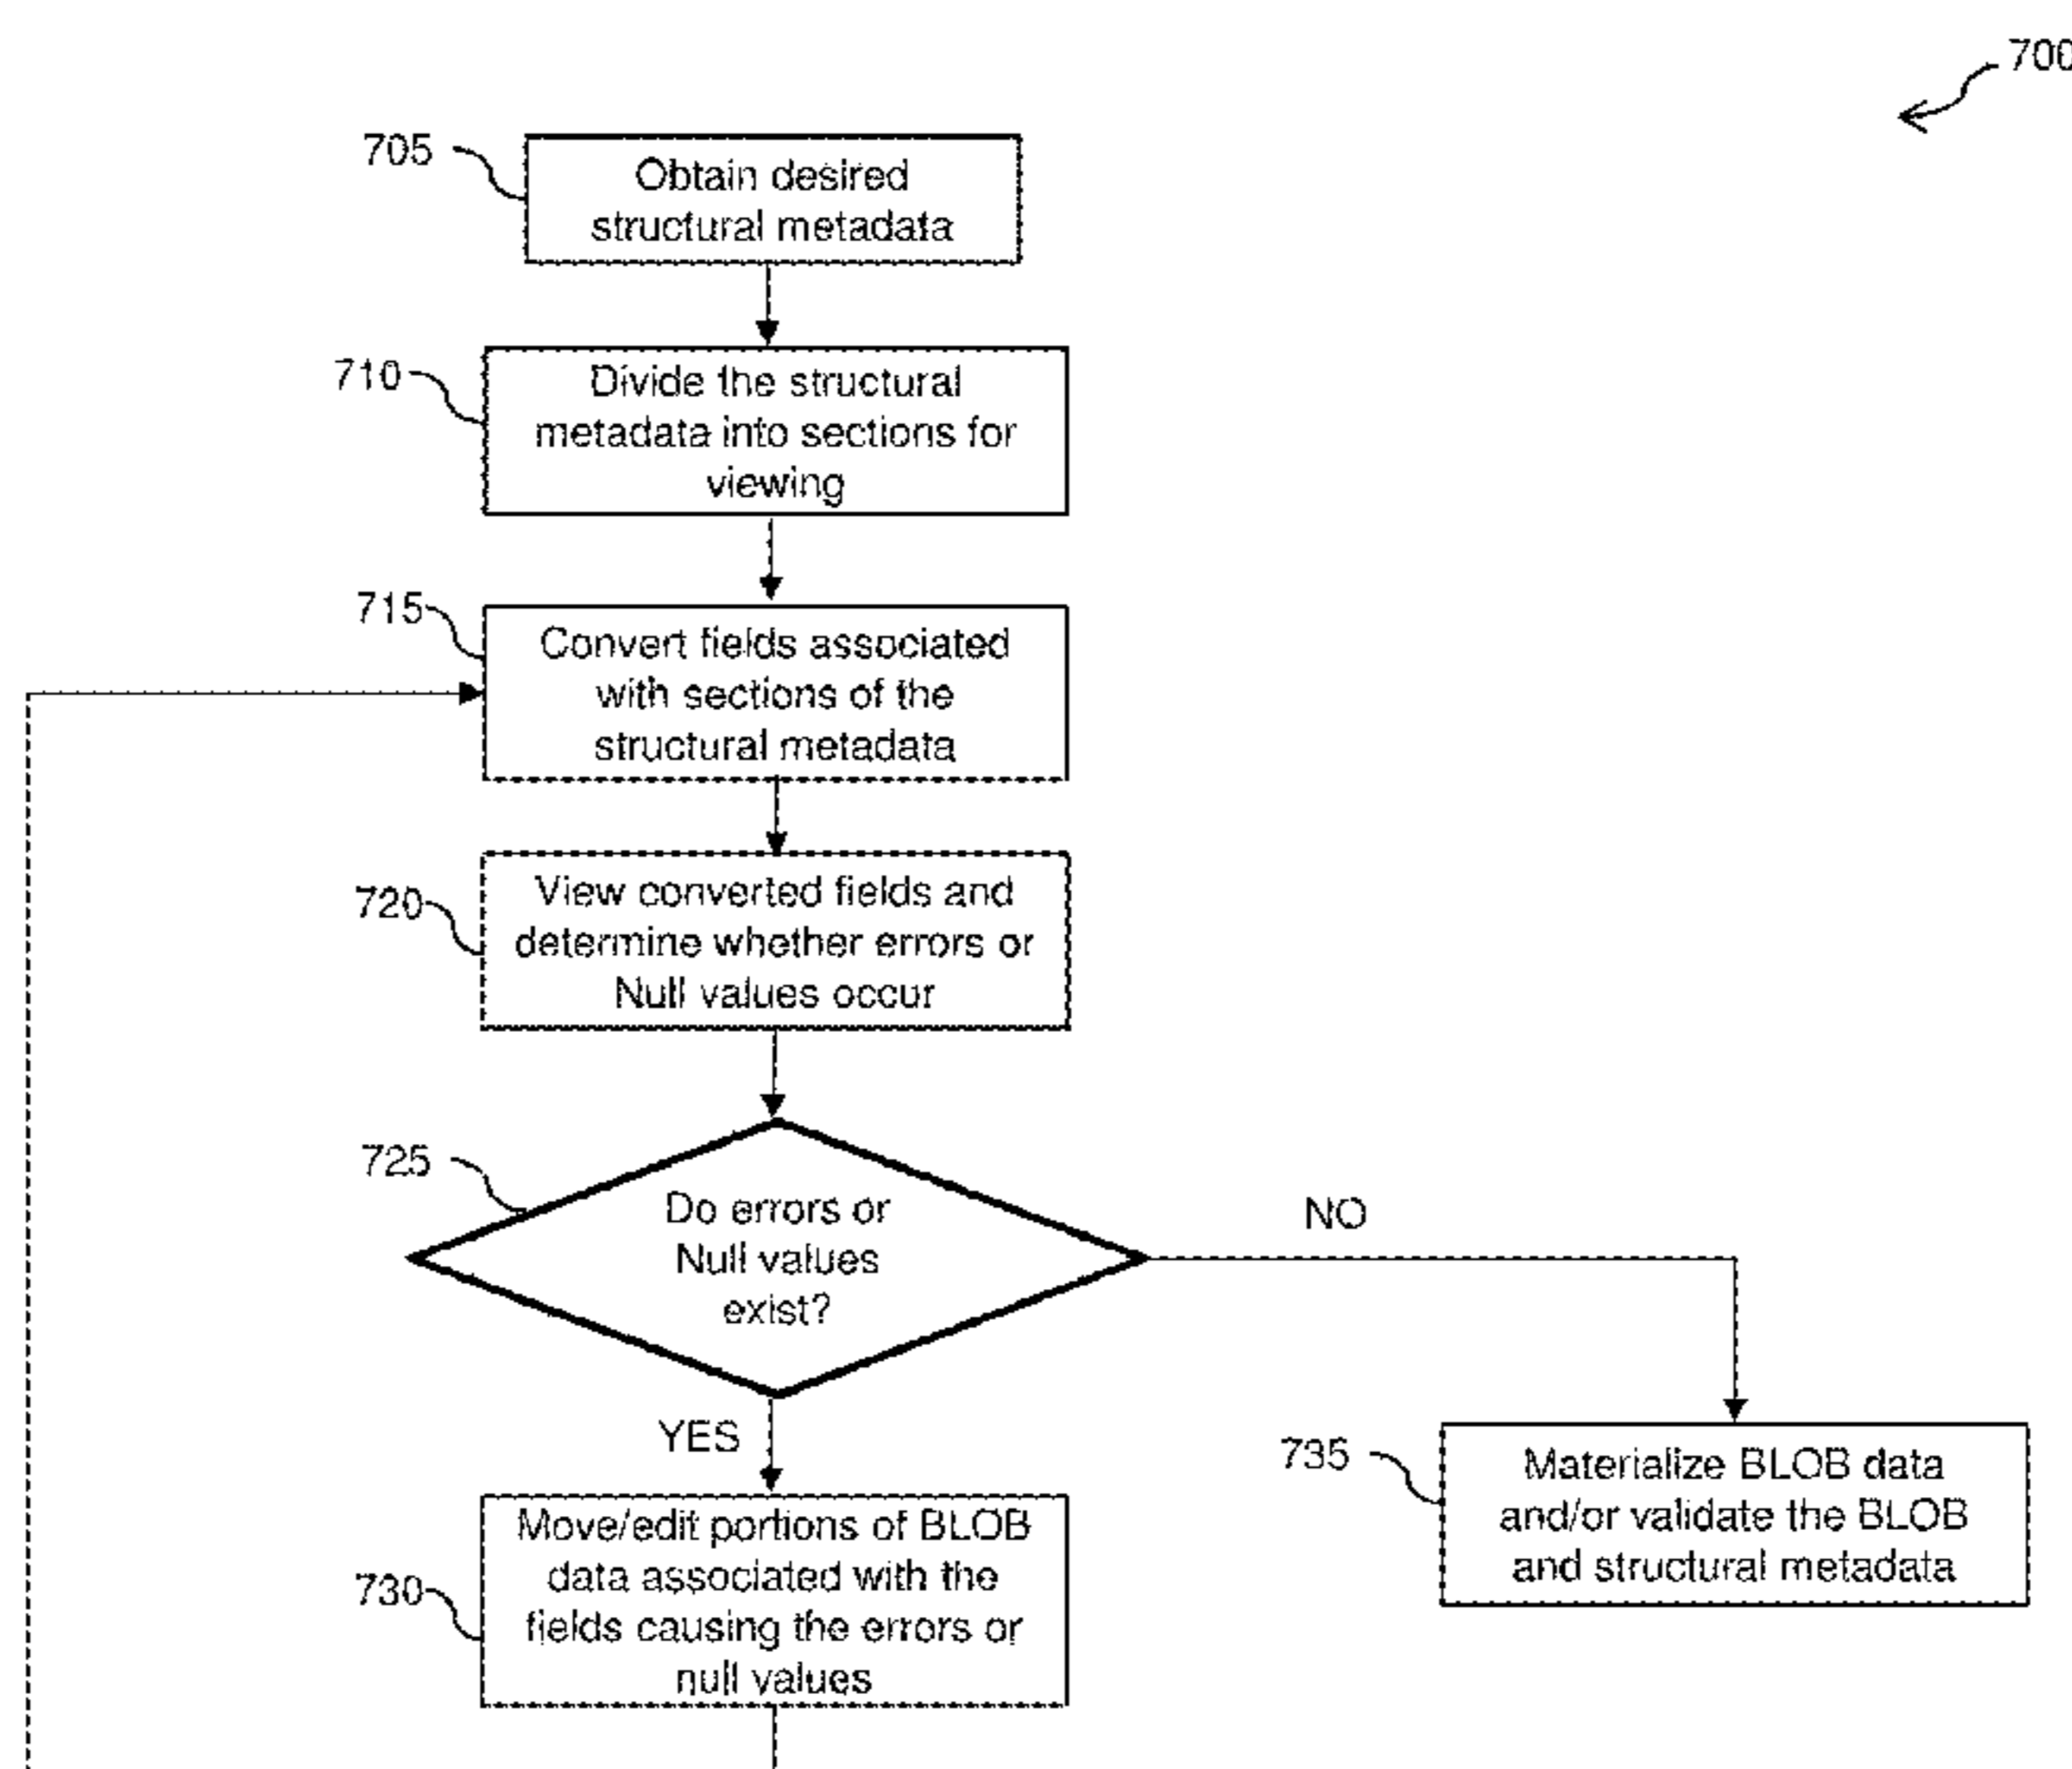 700
705
Obtain desired
structural metadata
710
Divide the structural
metadata into sections for
viewing
715
Convert fields associated
with sections of the
structural metadata
720
View converted fields and
determine whether errors or
Null values occur
725
Do errors or
Null values
exist?
NO
YES
730
Move/edit portions of BLOB
data associated with the
fields causing the errors or
null values
735
Materialize BLOB data
and/or validate the BLOB
and structural metadata